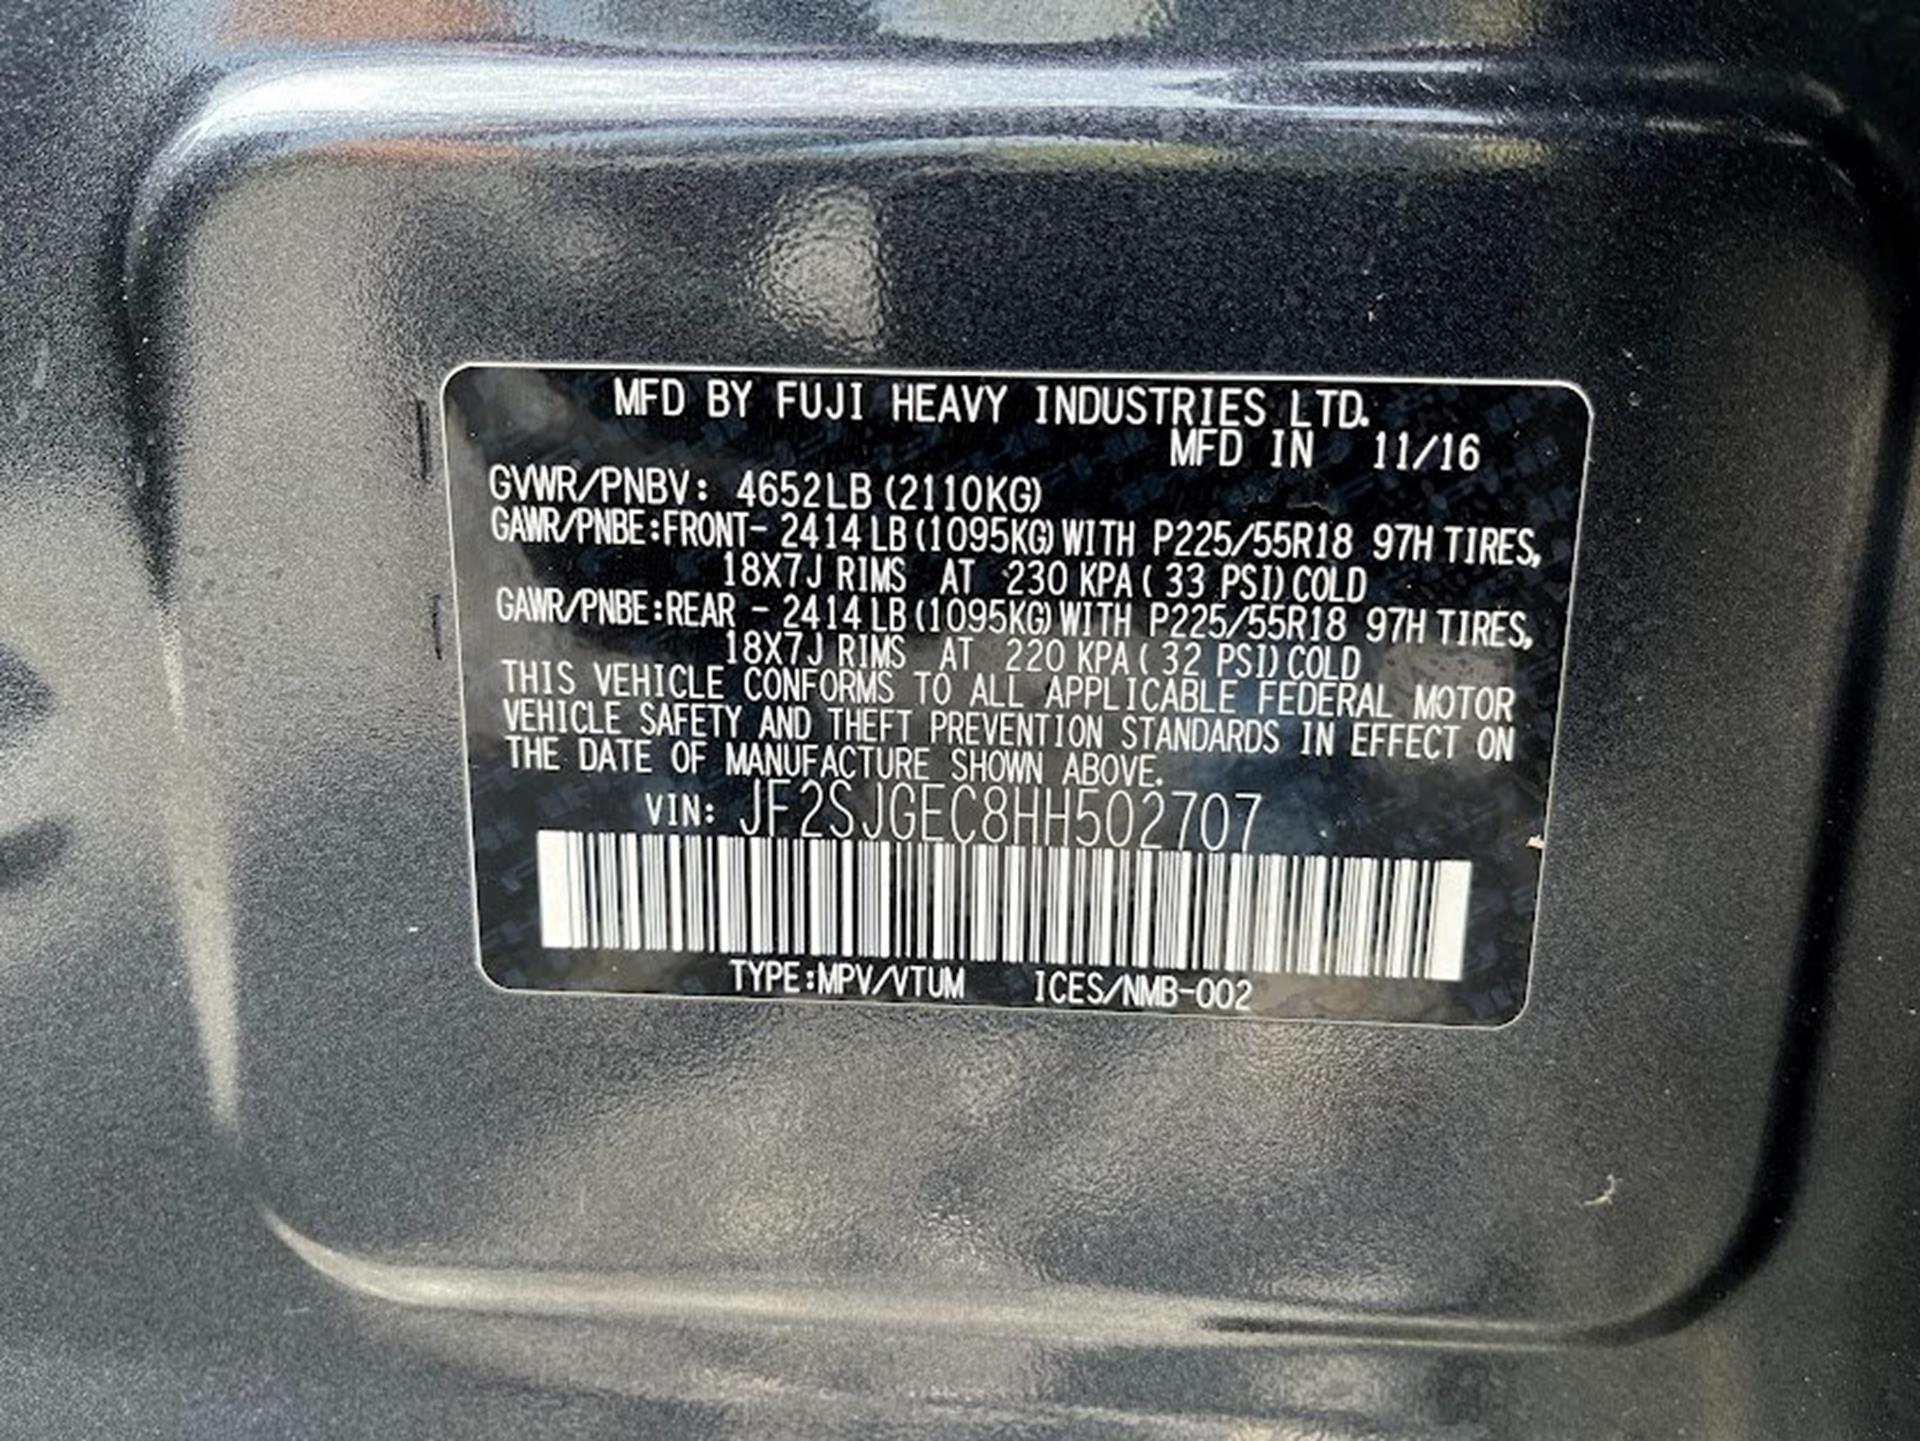 MFD BY FUJI HEAVY INDUSTRIES LTD.
MFD IN 11/16
GVWR/PNBV: 4652LB (2110KG)
GAWR/PNBE:FRONT- 2414 LB (1095KG) WITH P225/55R18 97H TIRES,
18X7J RIMS AT 230 KPA ( 33 PSI) COLD
GAWR/PNBE:REAR - 2414 LB (1095KG) WITH P225/55R18 97H TIRES,
18X7J RIMS AT 220 KPA ( 32 PSI) COLD
THIS VEHICLE CONFORMS TO ALL APPLICABLE FEDERAL MOTOR
VEHICLE SAFETY AND THEFT PREVENTION STANDARDS IN EFFECT ON
THE DATE OF MANUFACTURE SHOWN ABOVE.
VIN: JF2SJGEC8HH502707
TYPE:MPV/VTUM ICES/NMB-002